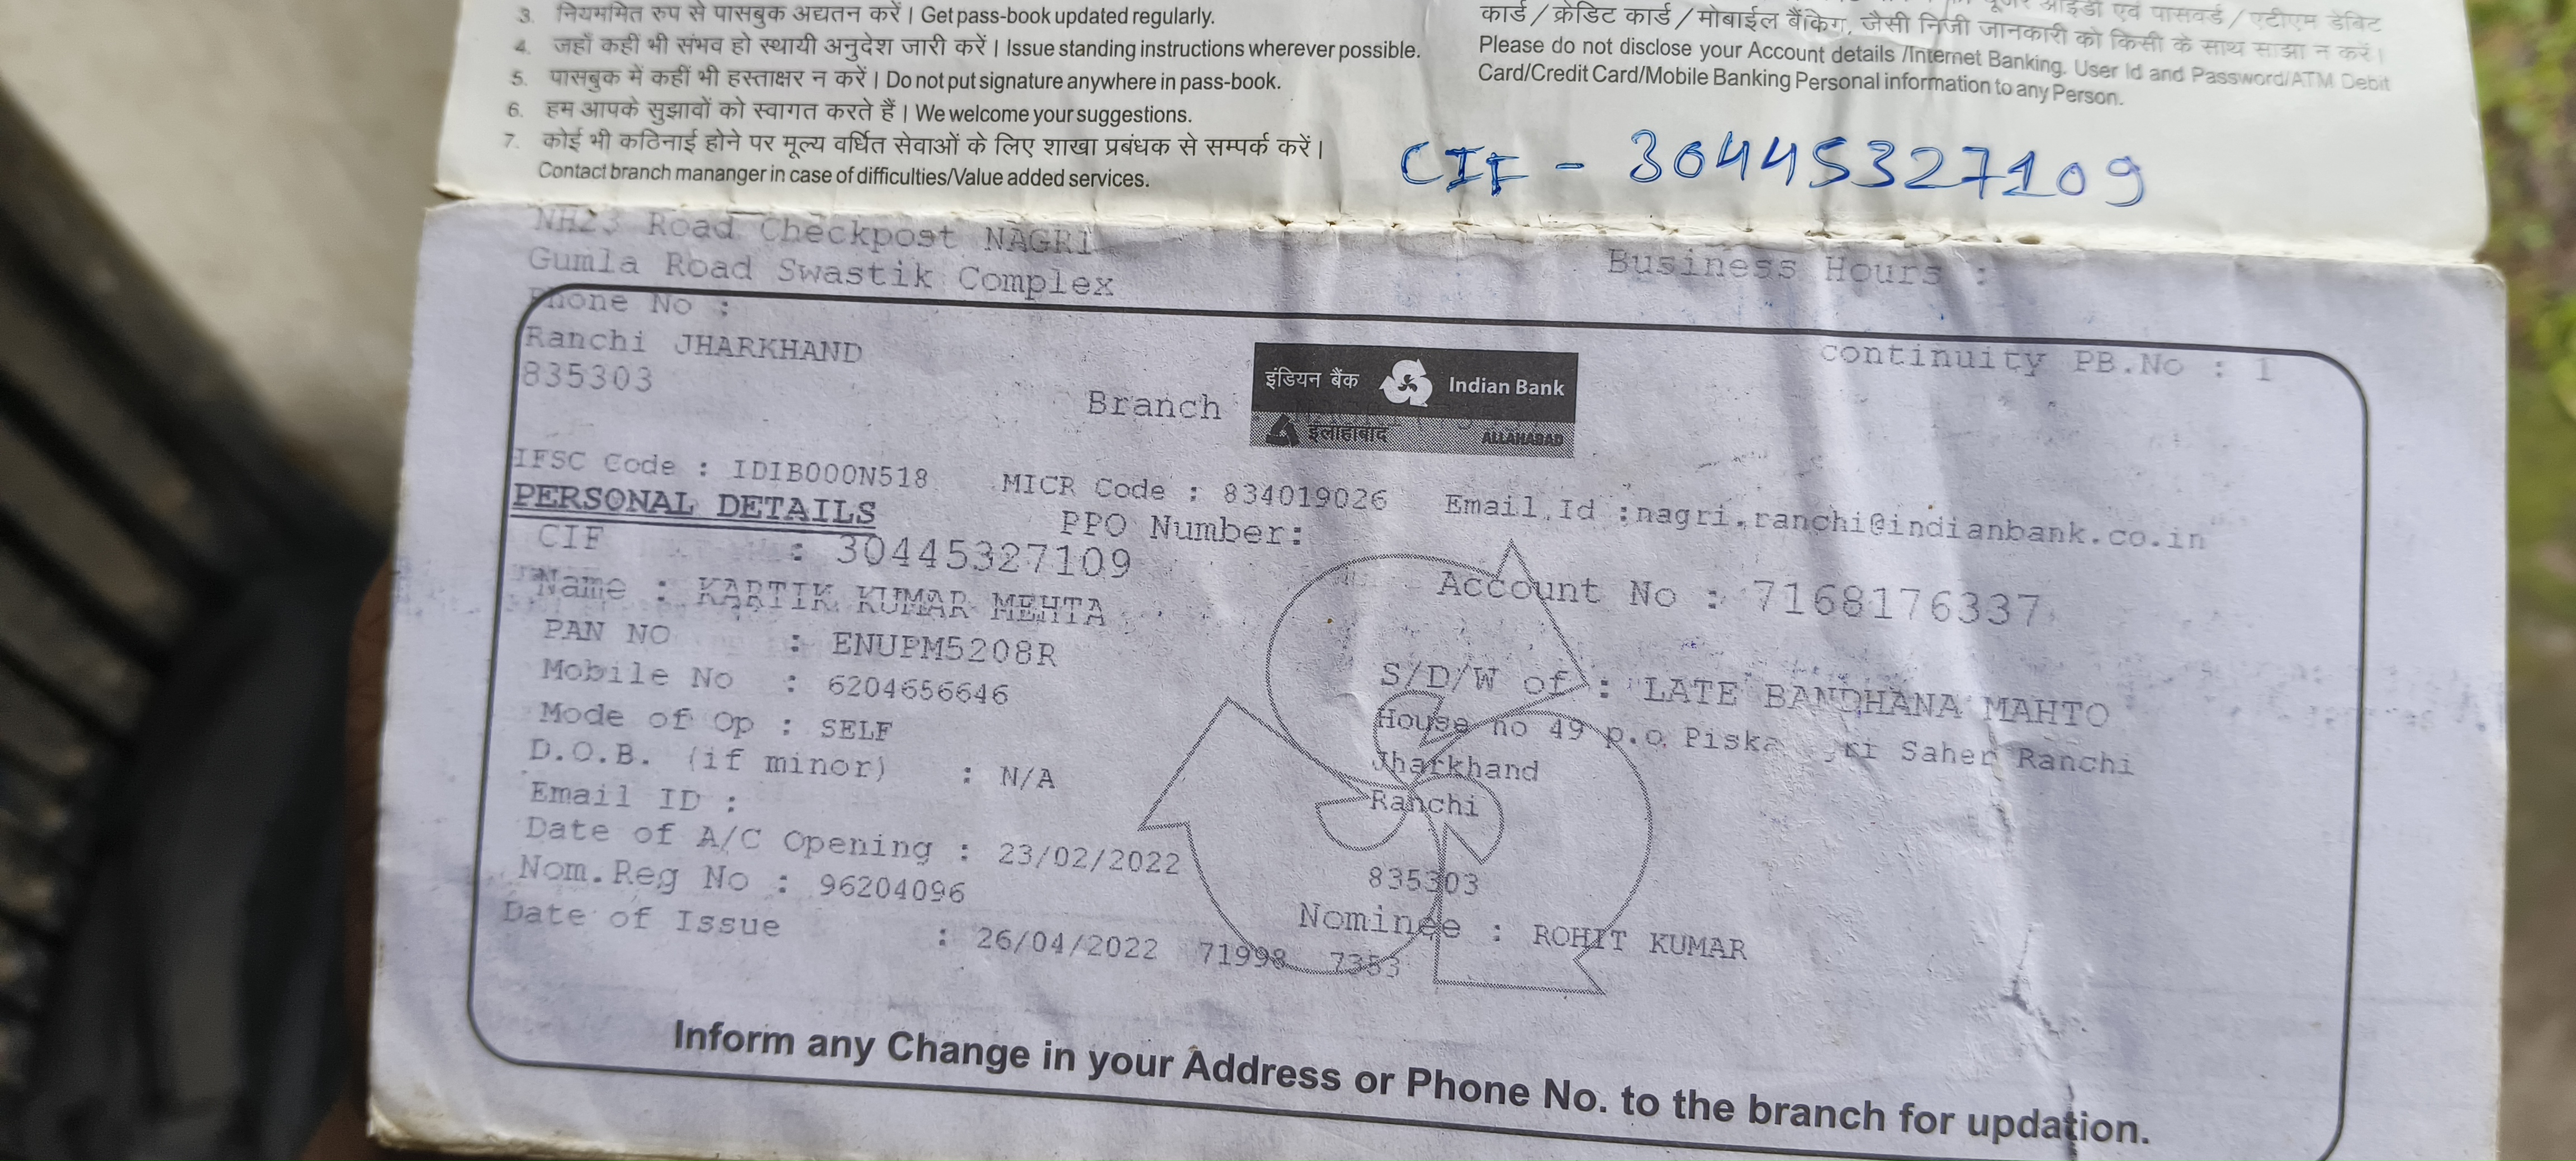 3. नियममित रुप से पासबुक अद्यतन करें | Get pass-book updated regularly.
4. जहाँ कहीं भी संभव हो स्थायी अनुदेश जारी करें | Issue standing instructions wherever possible.
5. पासबुक में कहीं भी हस्ताक्षर न करें | Do not put signature anywhere in pass-book.
6. हम आपके सुझावों को स्वागत करते हैं | We welcome your suggestions.
7. कोई भी कठिनाई होने पर मूल्य वर्धित सेवाओं के लिए शाखा प्रबंधक से सम्पर्क करें |
Contact branch mananger in case of difficulties/Value added services.
आईडी एवं पासवर्ड / एटीएम डेबिट
कार्ड / क्रेडिट कार्ड / मोबाईल बैंकिग, जैसी निजी जानकारी को किसी के साथ साझा न करें |
Please do not disclose your Account details /Internet Banking. User Id and Password/ATM Debit
Card/Credit Card/Mobile Banking Personal information to any Person.
CIF - 30445327109
NH23 Road Checkpost NAGRI
Gumla Road Swastik Complex
Business Hours :
Phone No :
Ranchi JHARKHAND
continuity PB.No : 1
835303
Branch
इंडियन बैंक Indian Bank
इलाहाबाद ALLAHABAD
IFSC Code : IDIB000N518 MICR Code : 834019026 Email.Id :nagri.ranchi@indianbank.co.in
PERSONAL DETAILS PPO Number:
CIF : 30445327109
Name : KARTIK KUMAR MEHTA Account No : 7168176337
PAN NO : ENUPM5208R
Mobile No : 6204656646 S/D/W of : LATE BANDHANA MAHTO
Mode of Op : SELF House no 49 p.o Piska Saher Ranchi
D.O.B. (if minor) : N/A Jharkhand
Email ID : Ranchi
Date of A/C Opening : 23/02/2022
Nom.Reg No : 96204096 835303
Date of Issue : 26/04/2022 71998 7353 Nominee : ROHIT KUMAR
Inform any Change in your Address or Phone No. to the branch for updation.